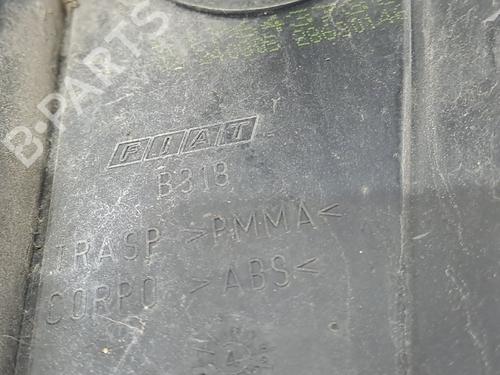 B-PARTS
FIAT
B318
TRASP >PMMA<
CORPO >ABS<